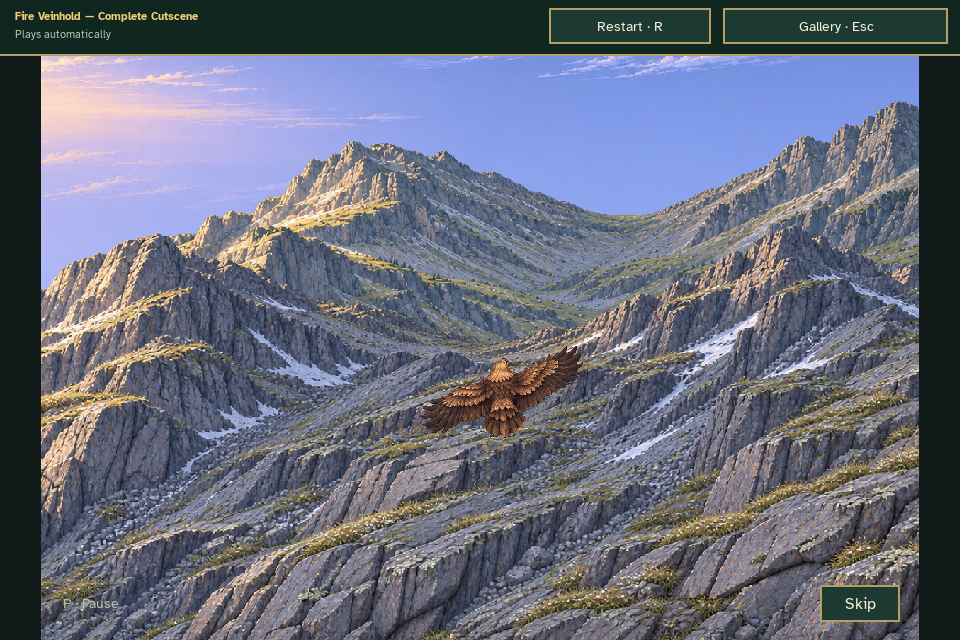 Fire Veinhold — Complete Cutscene
Plays automatically
Restart · R
Gallery · Esc
P · Pause
Skip